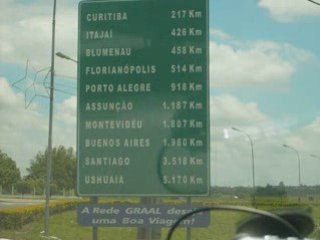 CURITIBA 217 Km
ITAJAÍ 426 Km
BLUMENAU 458 Km
FLORIANÓPOLIS 514 Km
PORTO ALEGRE 918 Km
ASSUNÇÃO 1.187 Km
MONTEVIDÉU 1.807 Km
BUENOS AIRES 1.980 Km
SANTIAGO 3.518 Km
USHUAIA 5.170 Km
A Rede GRAAL deseja
uma Boa Viagem!